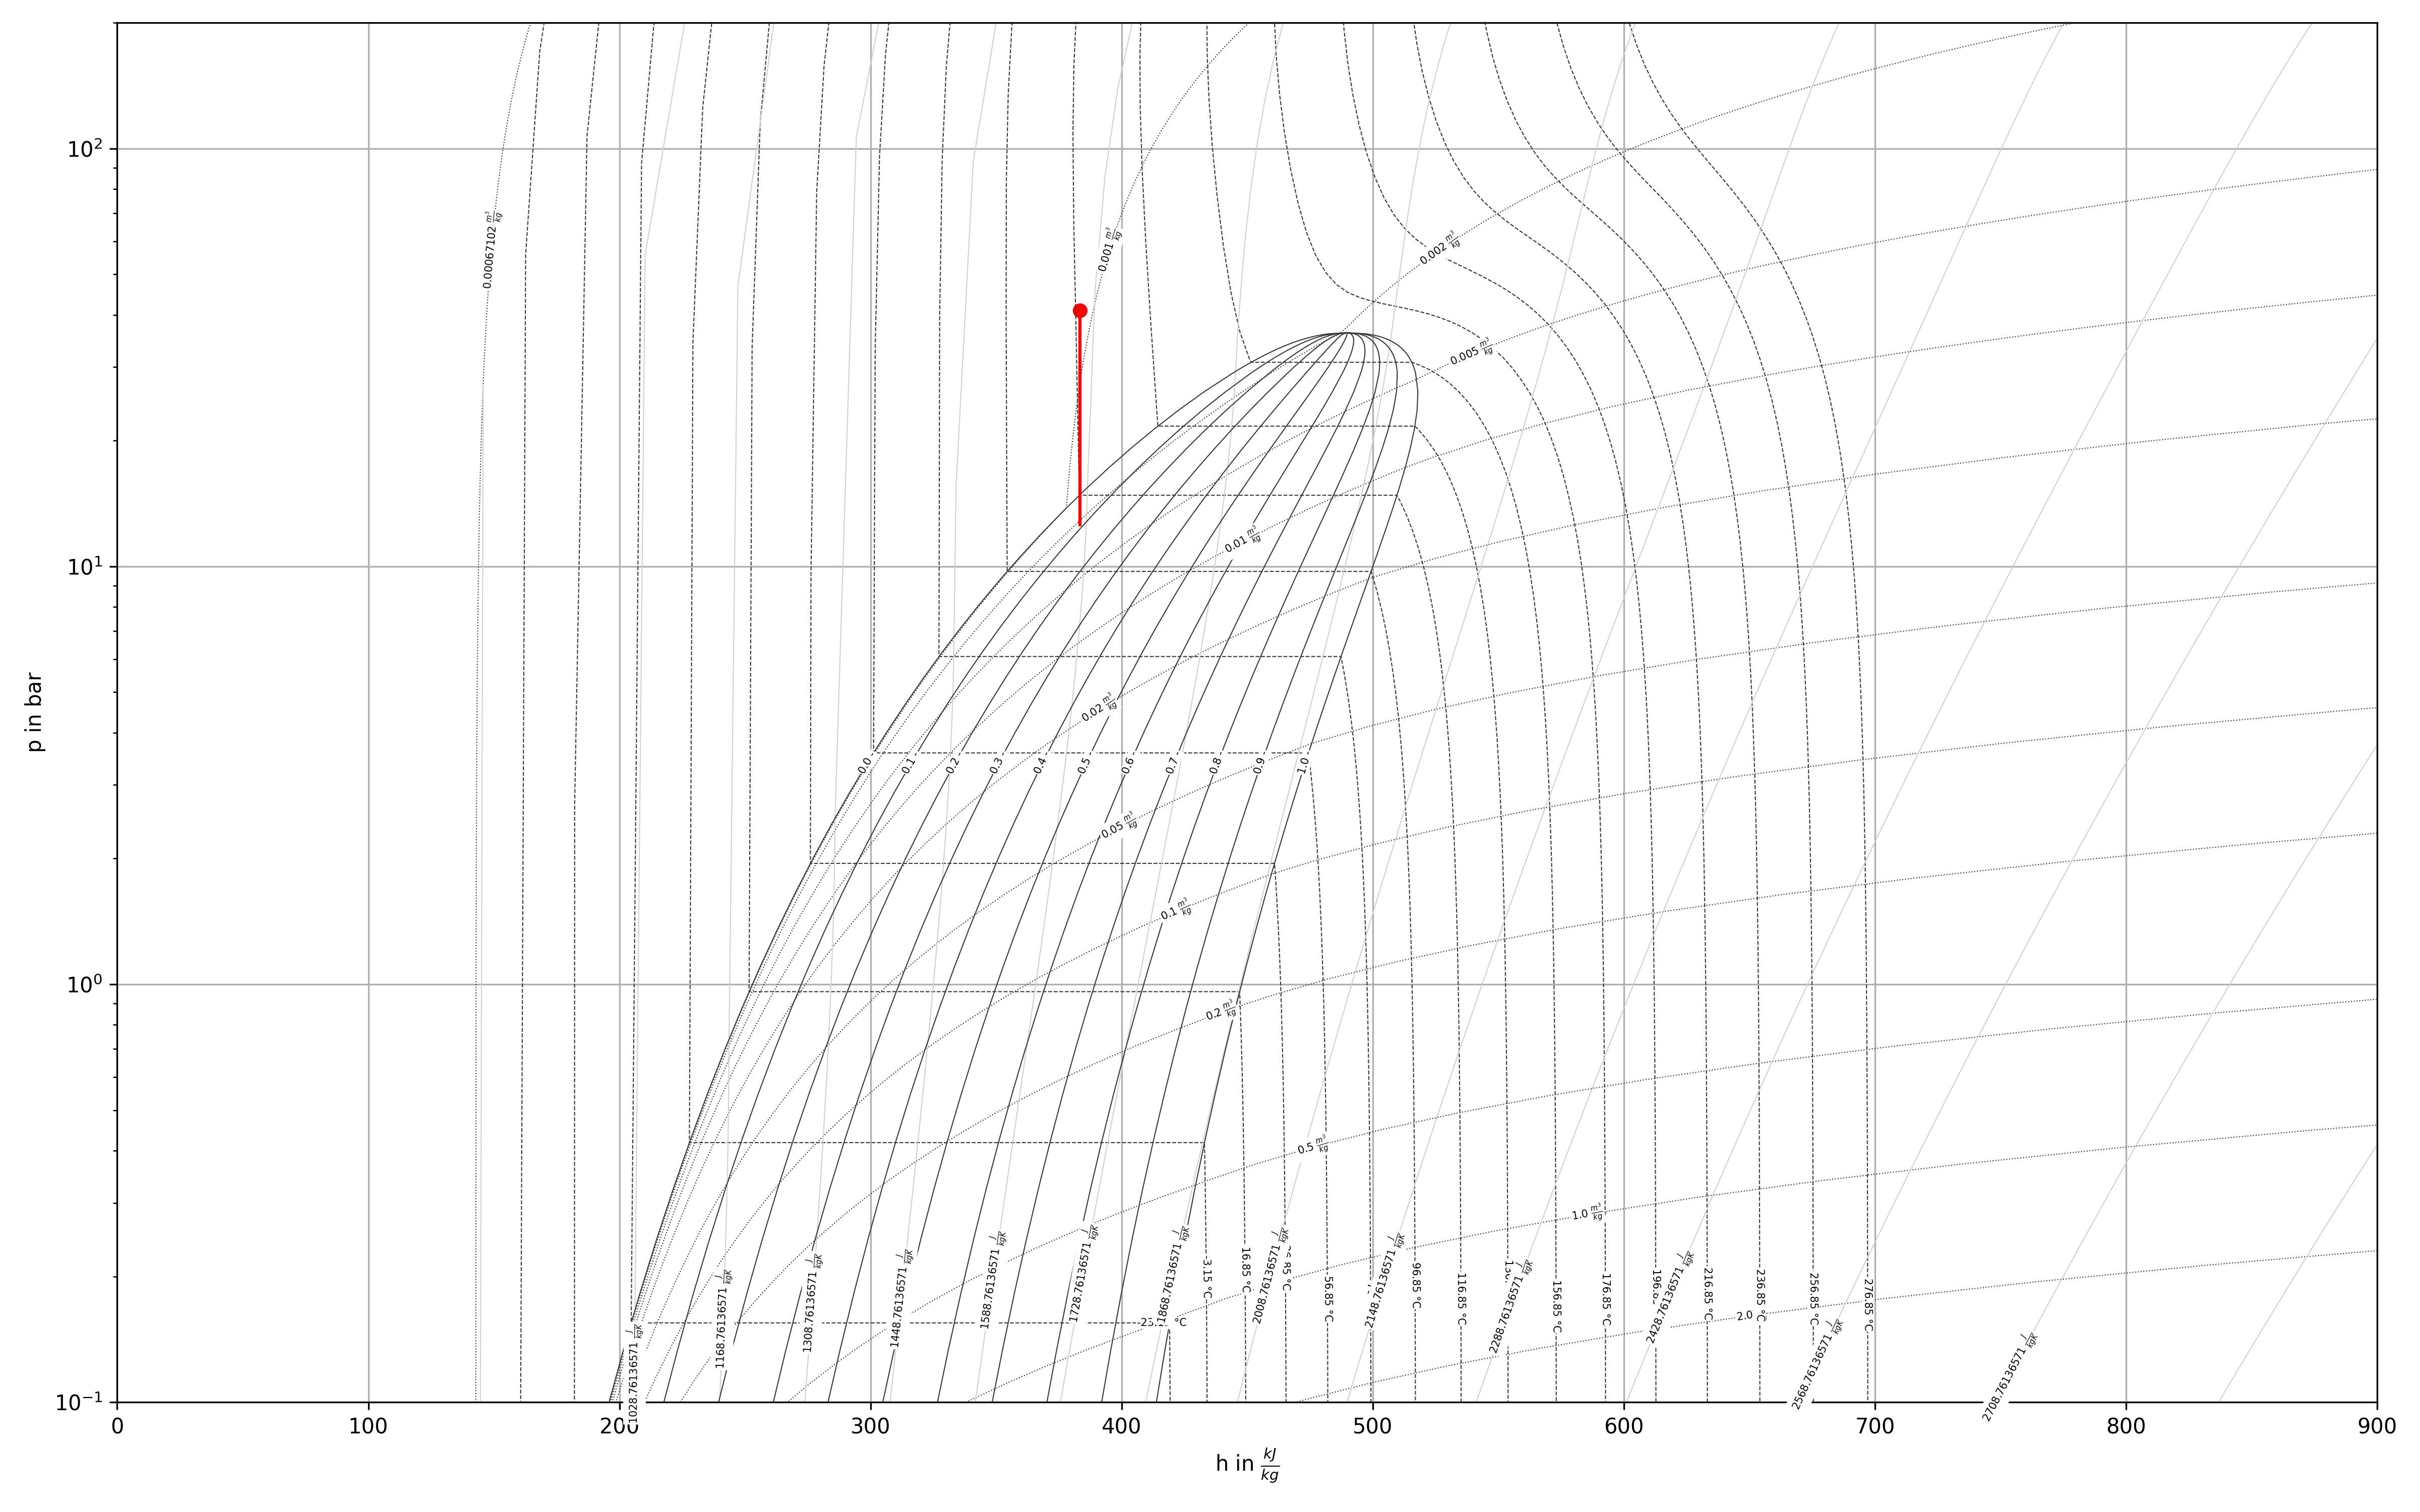 p in bar
10²
10¹
10⁰
10⁻¹
0 100 200 300 400 500 600 700 800 900
h in kJ/kg
0.00067102 m³/kg
0.001 m³/kg
0.002 m³/kg
0.005 m³/kg
0.01 m³/kg
0.02 m³/kg
0.05 m³/kg
0.1 m³/kg
0.2 m³/kg
0.5 m³/kg
1.0 m³/kg
2.0
0.0 0.1 0.2 0.3 0.4 0.5 0.6 0.7 0.8 0.9 1.0
1028.76136571 J/kgK
1168.76136571 J/kgK
1308.76136571 J/kgK
1448.76136571 J/kgK
1588.76136571 J/kgK
1728.76136571 J/kgK
1868.76136571 J/kgK
2008.76136571 J/kgK
2148.76136571 J/kgK
2288.76136571 J/kgK
2428.76136571 J/kgK
2568.76136571 J/kgK
2708.76136571 J/kgK
°C
3.15 °C
16.85 °C
56.85 °C
96.85 °C
116.85 °C
156.85 °C
176.85 °C
216.85 °C
236.85 °C
256.85 °C
276.85 °C